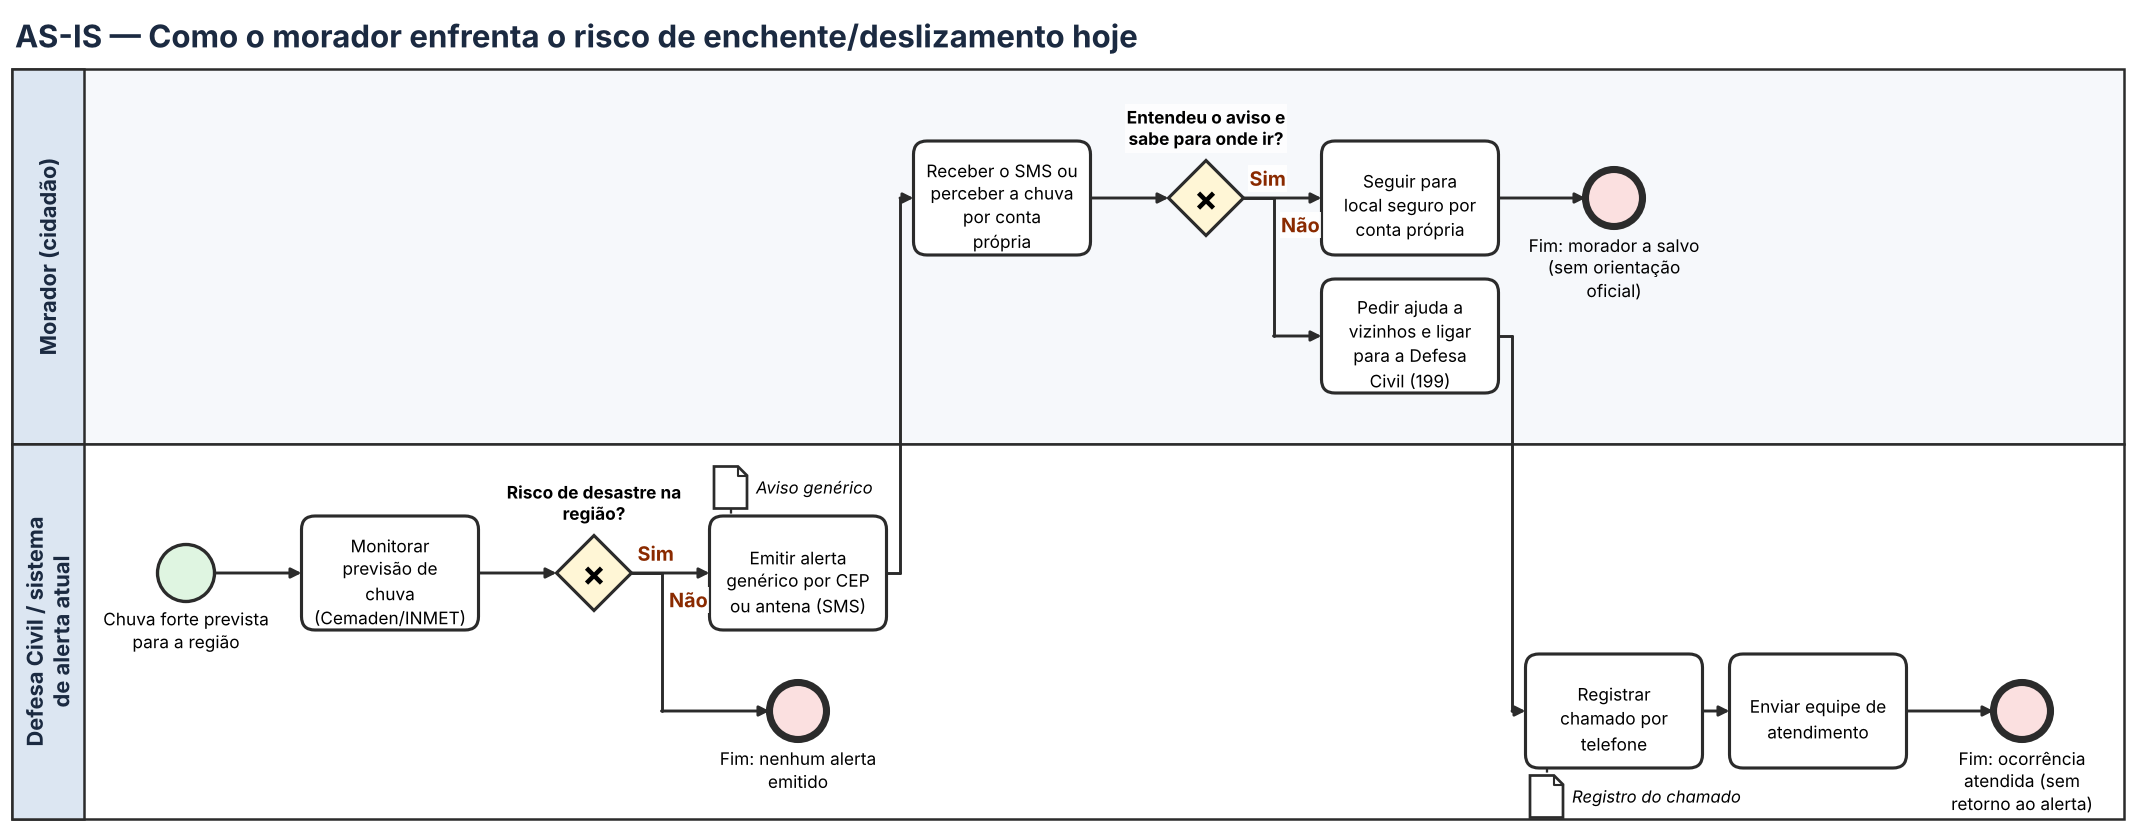 AS-IS — Como o morador enfrenta o risco de enchente/deslizamento hoje
Morador (cidadão)
Receber o SMS ou
perceber a chuva
por conta
própria
Entendeu o aviso e
sabe para onde ir?
Sim
Não
Seguir para
local seguro por
conta própria
Fim: morador a salvo
(sem orientação
oficial)
Pedir ajuda a
vizinhos e ligar
para a Defesa
Civil (199)
Defesa Civil / sistema
de alerta atual
Chuva forte prevista
para a região
Monitorar
previsão de
chuva
(Cemaden/INMET)
Risco de desastre na
região?
Sim
Não
Aviso genérico
Emitir alerta
genérico por CEP
ou antena (SMS)
Fim: nenhum alerta
emitido
Registrar
chamado por
telefone
Registro do chamado
Enviar equipe de
atendimento
Fim: ocorrência
atendida (sem
retorno ao alerta)